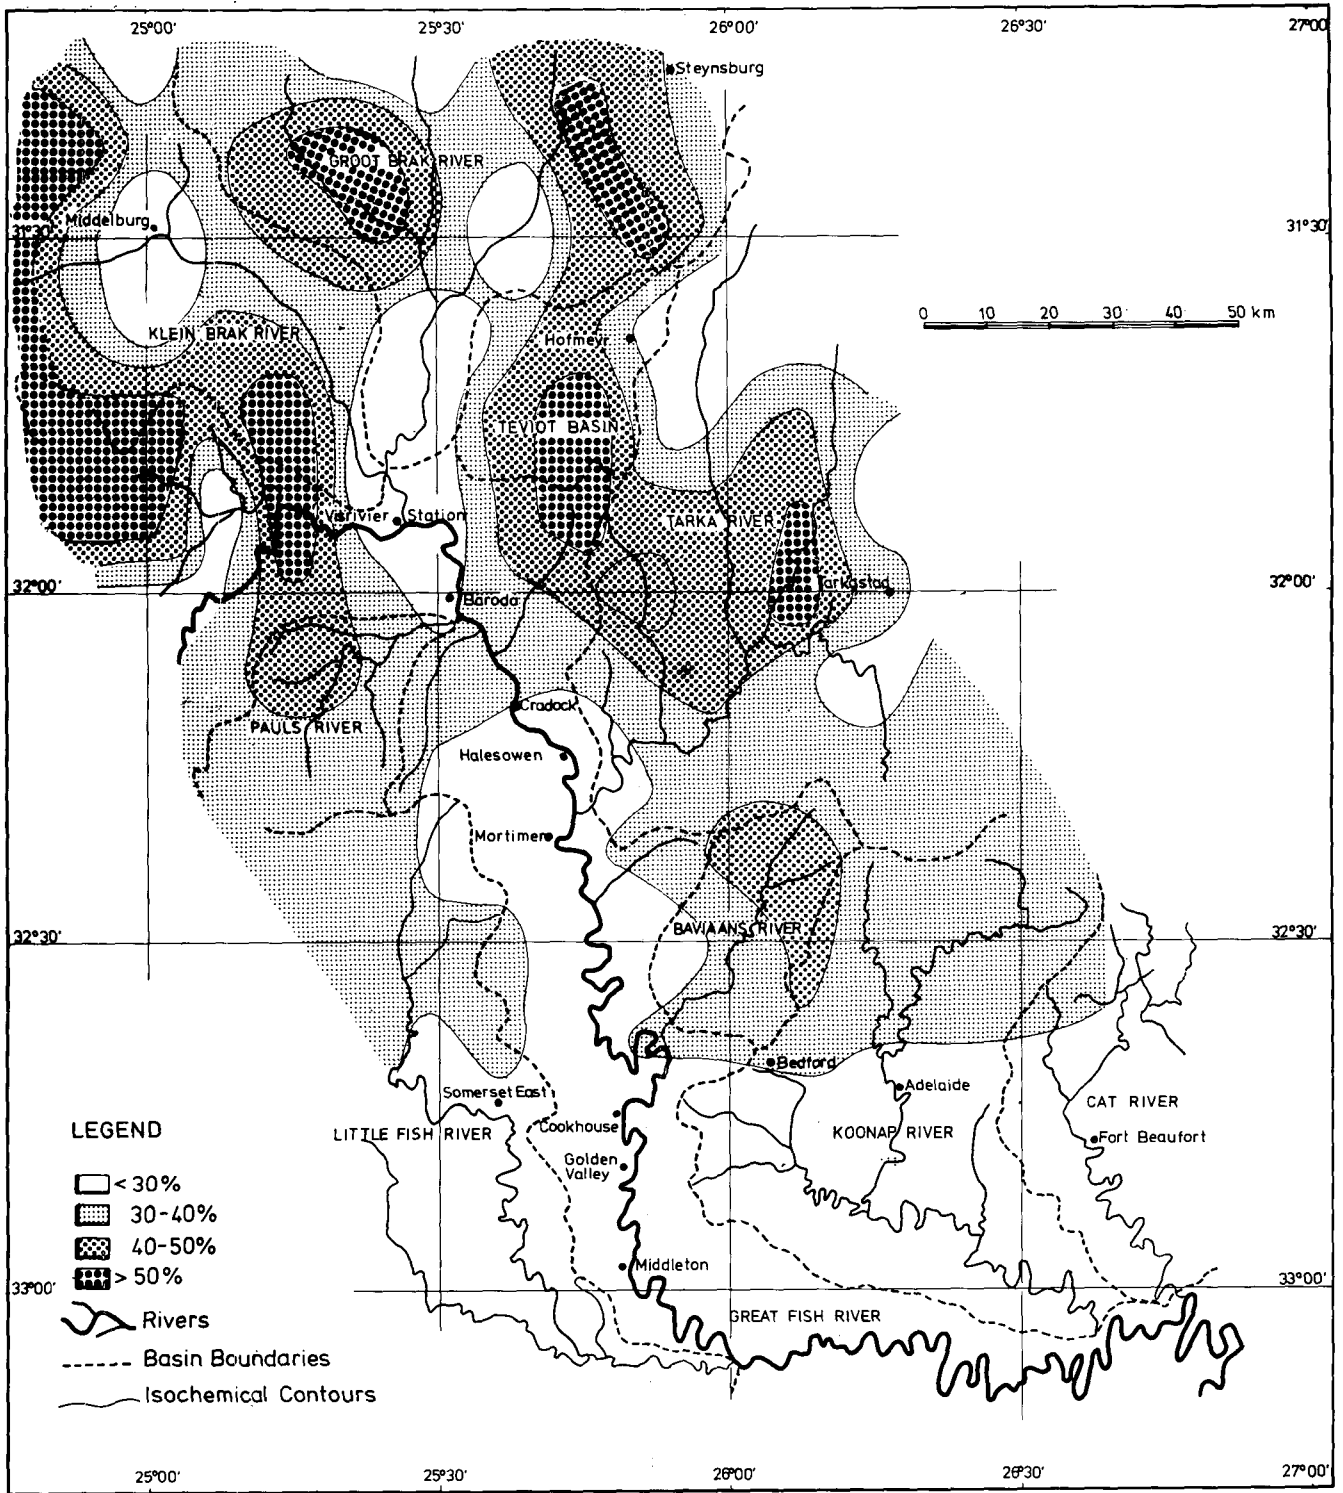 25°00'
25°30'
26°00'
26°30'
27°00'
Steynsburg
GROOT BRAK RIVER
Middelburg
31°30'
31°30'
0 10 20 30 40 50 km
KLEIN BRAK RIVER
Hofmeyr
TEVIOT BASIN
Visrivier Station
TARKA RIVER
32°00'
Tarkastad
32°00'
Baroda
Cradock
PAULS RIVER
Halesowen
Mortimer
BAVIAANS RIVER
32°30'
32°30'
Bedford
Adelaide
Somerset East
CAT RIVER
Cookhouse
LITTLE FISH RIVER
KOONAP RIVER
Fort Beaufort
Golden
Valley
LEGEND
< 30%
30-40%
40-50%
> 50%
Middleton
33°00'
33°00'
GREAT FISH RIVER
Rivers
Basin Boundaries
Isochemical Contours
25°00'
25°30'
26°00'
26°30'
27°00'